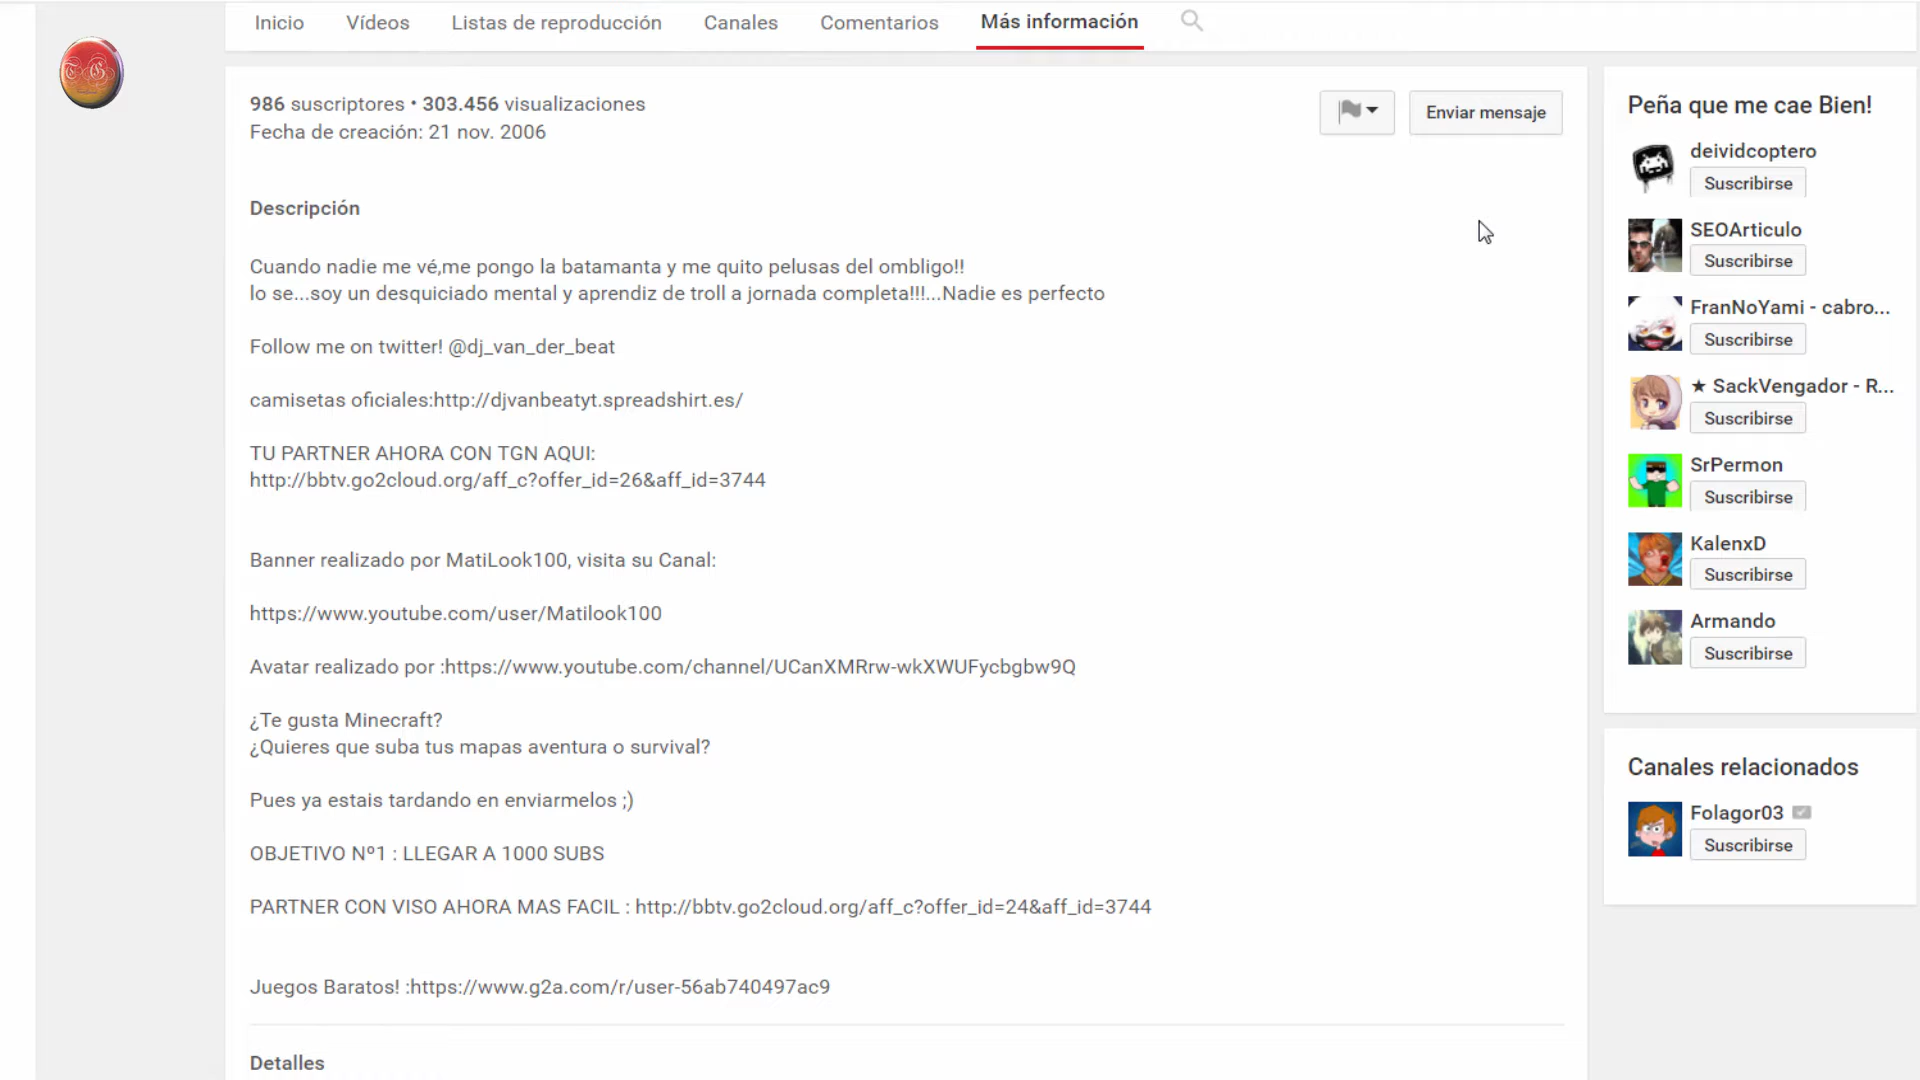 Inicio Vídeos Listas de reproducción Canales Comentarios Más información
986 suscriptores • 303.456 visualizaciones
Fecha de creación: 21 nov. 2006
Enviar mensaje
Descripción
Cuando nadie me vé,me pongo la batamanta y me quito pelusas del ombligo!!
lo se...soy un desquiciado mental y aprendiz de troll a jornada completa!!!...Nadie es perfecto
Follow me on twitter! @dj_van_der_beat
camisetas oficiales:http://djvanbeatyt.spreadshirt.es/
TU PARTNER AHORA CON TGN AQUI:
http://bbtv.go2cloud.org/aff_c?offer_id=26&aff_id=3744
Banner realizado por MatiLook100, visita su Canal:
https://www.youtube.com/user/Matilook100
Avatar realizado por :https://www.youtube.com/channel/UCanXMRrw-wkXWUFycbgbw9Q
¿Te gusta Minecraft?
¿Quieres que suba tus mapas aventura o survival?
Pues ya estais tardando en enviarmelos ;)
OBJETIVO Nº1 : LLEGAR A 1000 SUBS
PARTNER CON VISO AHORA MAS FACIL : http://bbtv.go2cloud.org/aff_c?offer_id=24&aff_id=3744
Juegos Baratos! :https://www.g2a.com/r/user-56ab740497ac9
Detalles
Peña que me cae Bien!
deividcoptero
Suscribirse
SEOArticulo
Suscribirse
FranNoYami - cabro...
Suscribirse
★ SackVengador - R...
Suscribirse
SrPermon
Suscribirse
KalenxD
Suscribirse
Armando
Suscribirse
Canales relacionados
Folagor03
Suscribirse